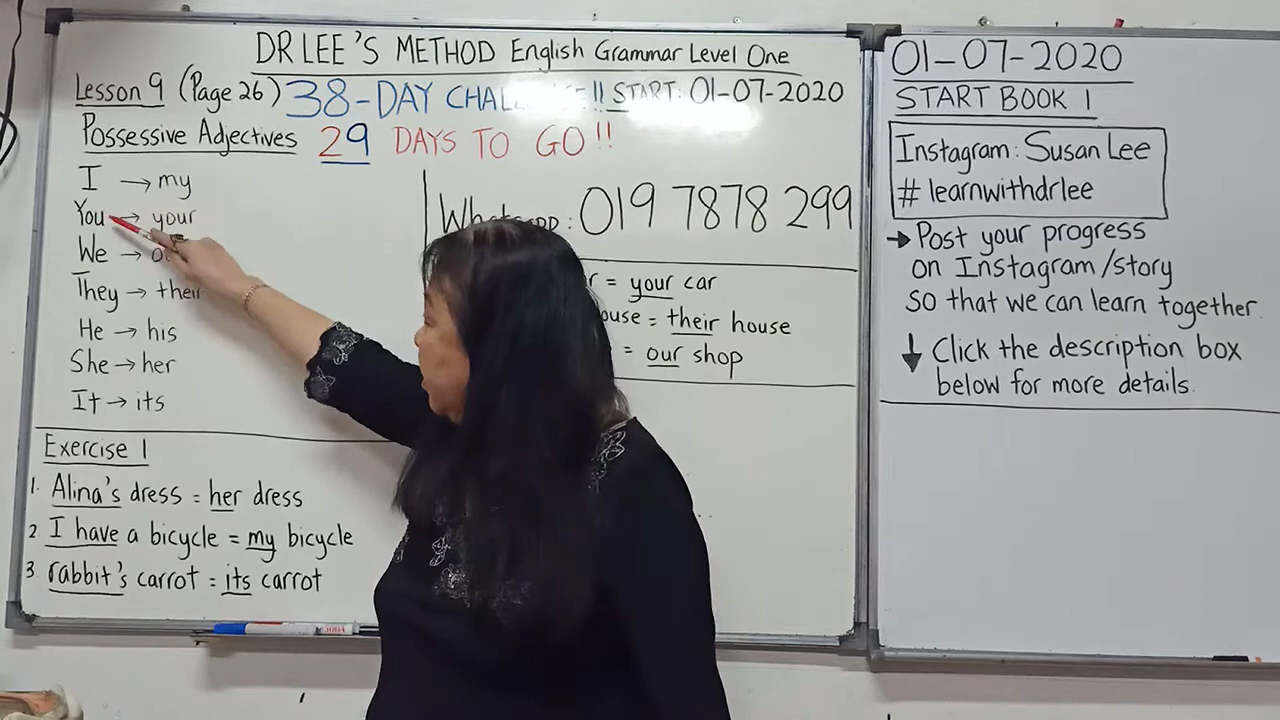 DR LEE'S METHOD English Grammar Level One
Lesson 9 (Page 26) 38-DAY !! START: 01-07-2020
Possessive Adjectives 29 DAYS TO GO!!
I → my
You → your
We →
They → their
He → his
She → her
It → its
: 019 7878 299
= your car
= their house
= our shop
Exercise 1
1. Alina's dress = her dress
2 I have a bicycle = my bicycle
3 rabbit's carrot = its carrot
01-07-2020
START BOOK 1
Instagram: Susan Lee
# learnwithdrlee
→ Post your progress
on Instagram/story
so that we can learn together.
↓ Click the description box
below for more details.